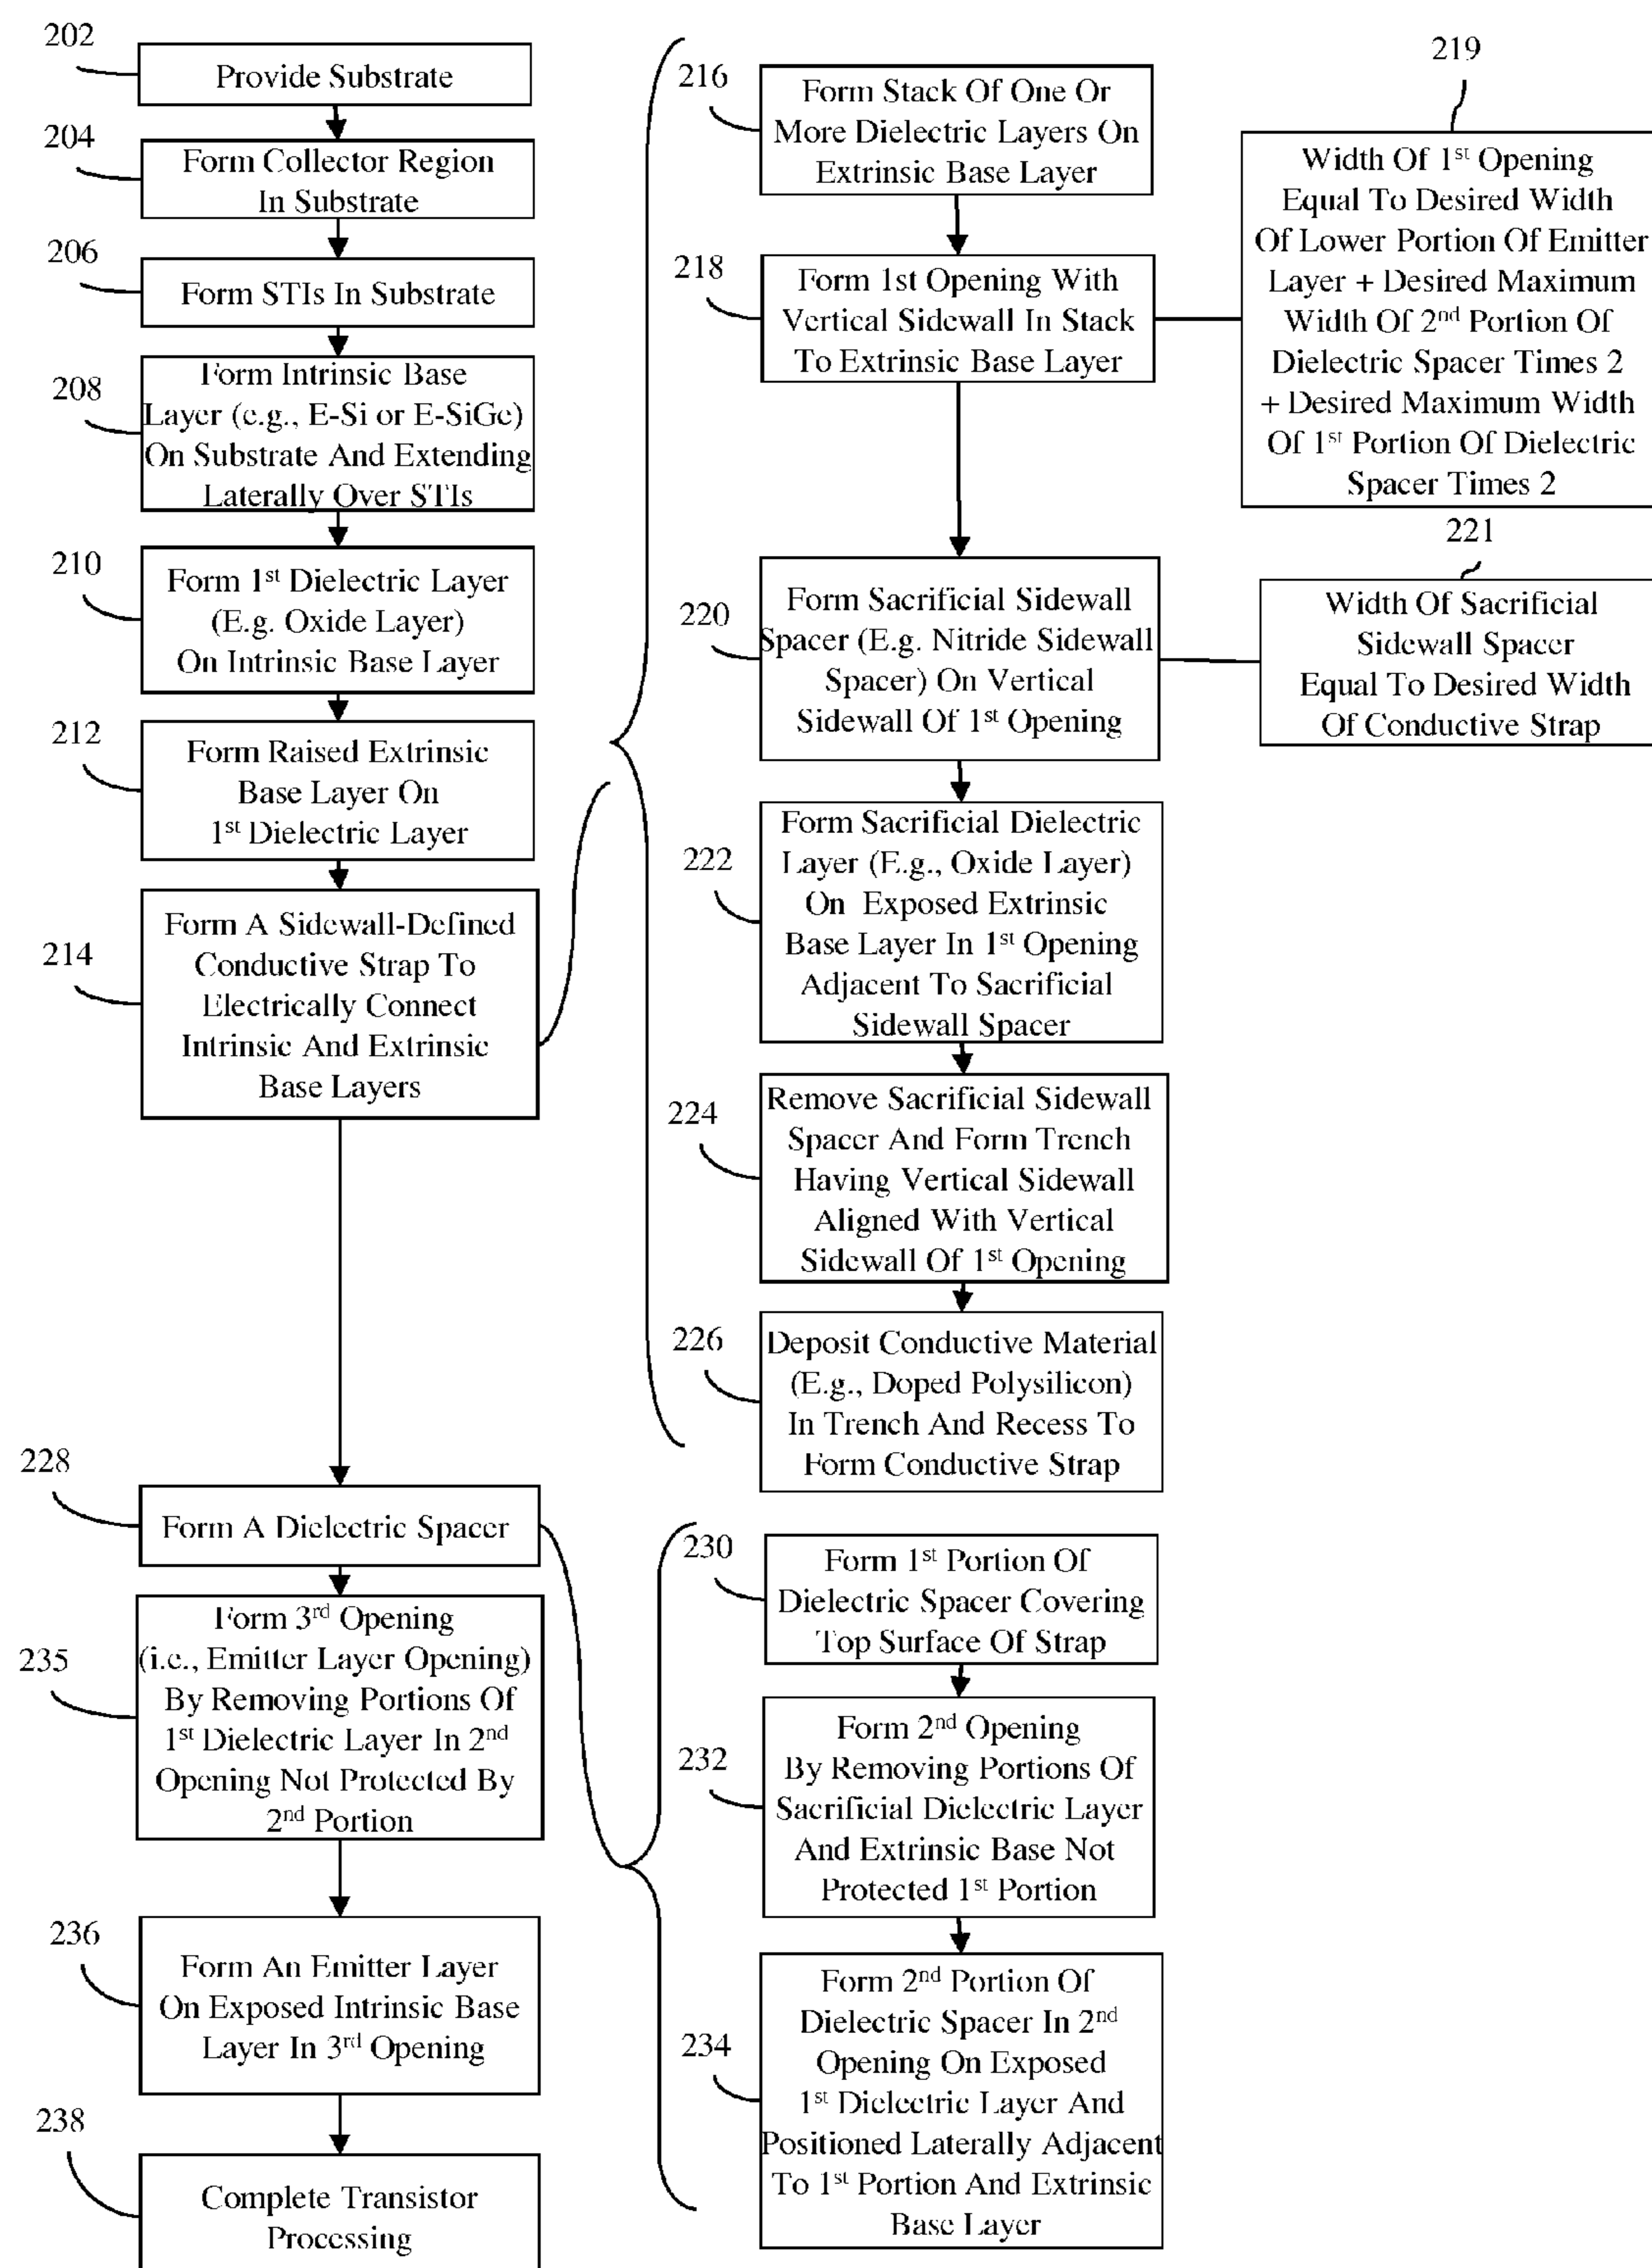 202
Provide Substrate
204
Form Collector Region
In Substrate
206
Form STIs In Substrate
208
Form Intrinsic Base
Layer (e.g., E-Si or E-SiGe)
On Substrate And Extending
Laterally Over STIs
210
Form 1st Dielectric Layer
(E.g. Oxide Layer)
On Intrinsic Base Layer
212
Form Raised Extrinsic
Base Layer On
1st Dielectric Layer
214
Form A Sidewall-Defined
Conductive Strap To
Electrically Connect
Intrinsic And Extrinsic
Base Layers
216
Form Stack Of One Or
More Dielectric Layers On
Extrinsic Base Layer
218
Form 1st Opening With
Vertical Sidewall In Stack
To Extrinsic Base Layer
219
Width Of 1st Opening
Equal To Desired Width
Of Lower Portion Of Emitter
Layer + Desired Maximum
Width Of 2nd Portion Of
Dielectric Spacer Times 2
+ Desired Maximum Width
Of 1st Portion Of Dielectric
Spacer Times 2
220
Form Sacrificial Sidewall
Spacer (E.g. Nitride Sidewall
Spacer) On Vertical
Sidewall Of 1st Opening
221
Width Of Sacrificial
Sidewall Spacer
Equal To Desired Width
Of Conductive Strap
222
Form Sacrificial Dielectric
Layer (E.g., Oxide Layer)
On Exposed Extrinsic
Base Layer In 1st Opening
Adjacent To Sacrificial
Sidewall Spacer
224
Remove Sacrificial Sidewall
Spacer And Form Trench
Having Vertical Sidewall
Aligned With Vertical
Sidewall Of 1st Opening
226
Deposit Conductive Material
(E.g., Doped Polysilicon)
In Trench And Recess To
Form Conductive Strap
228
Form A Dielectric Spacer
230
Form 1st Portion Of
Dielectric Spacer Covering
Top Surface Of Strap
232
Form 2nd Opening
By Removing Portions Of
Sacrificial Dielectric Layer
And Extrinsic Base Not
Protected 1st Portion
234
Form 2nd Portion Of
Dielectric Spacer In 2nd
Opening On Exposed
1st Dielectric Layer And
Positioned Laterally Adjacent
To 1st Portion And Extrinsic
Base Layer
235
Form 3rd Opening
(i.e., Emitter Layer Opening)
By Removing Portions Of
1st Dielectric Layer In 2nd
Opening Not Protected By
2nd Portion
236
Form An Emitter Layer
On Exposed Intrinsic Base
Layer In 3rd Opening
238
Complete Transistor
Processing